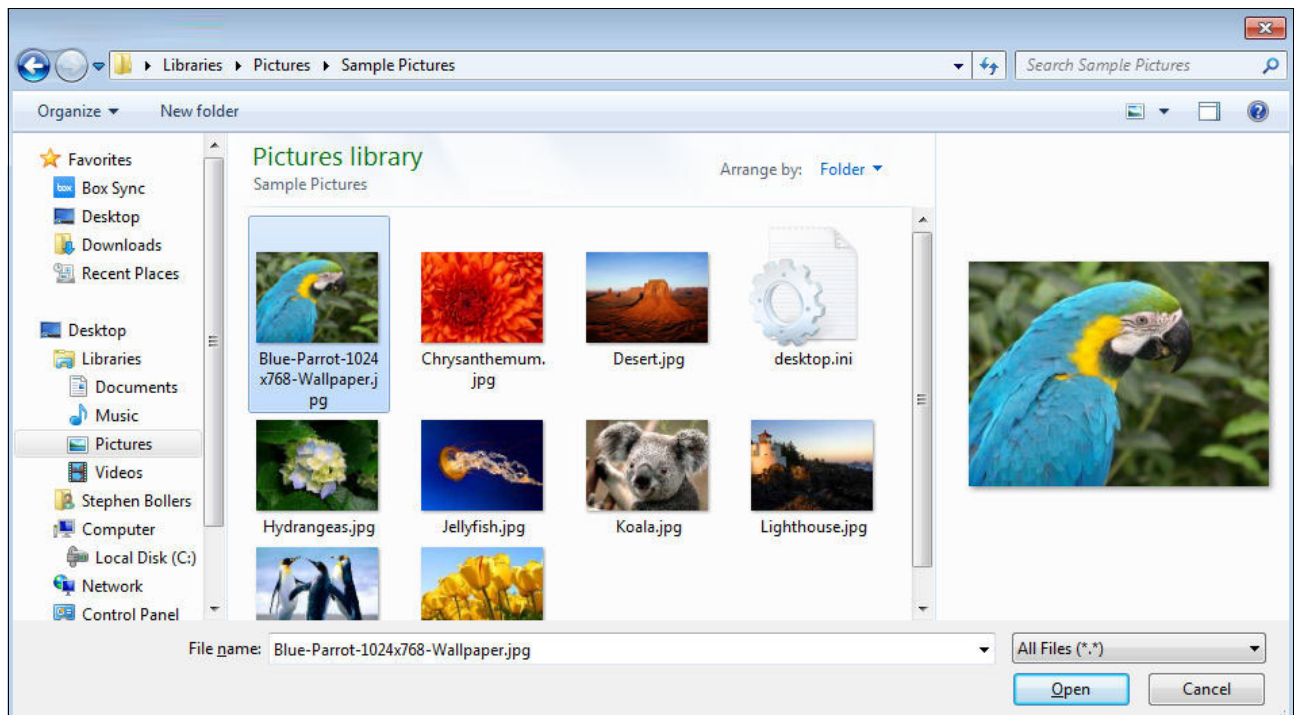 Libraries Pictures Sample Pictures
Search Sample Pictures
Organize New folder
Favorites
box Box Sync
Desktop
Downloads
Recent Places
Desktop
Libraries
Documents
Music
Pictures
Videos
Stephen Bollers
Computer
Local Disk (C:)
Network
Control Panel
Pictures library
Sample Pictures
Arrange by: Folder
Blue-Parrot-1024
x768-Wallpaper.j
pg
Chrysanthemum.
jpg
Desert.jpg
desktop.ini
Hydrangeas.jpg
Jellyfish.jpg
Koala.jpg
Lighthouse.jpg
File name: Blue-Parrot-1024x768-Wallpaper.jpg
All Files (*.*)
Open Cancel